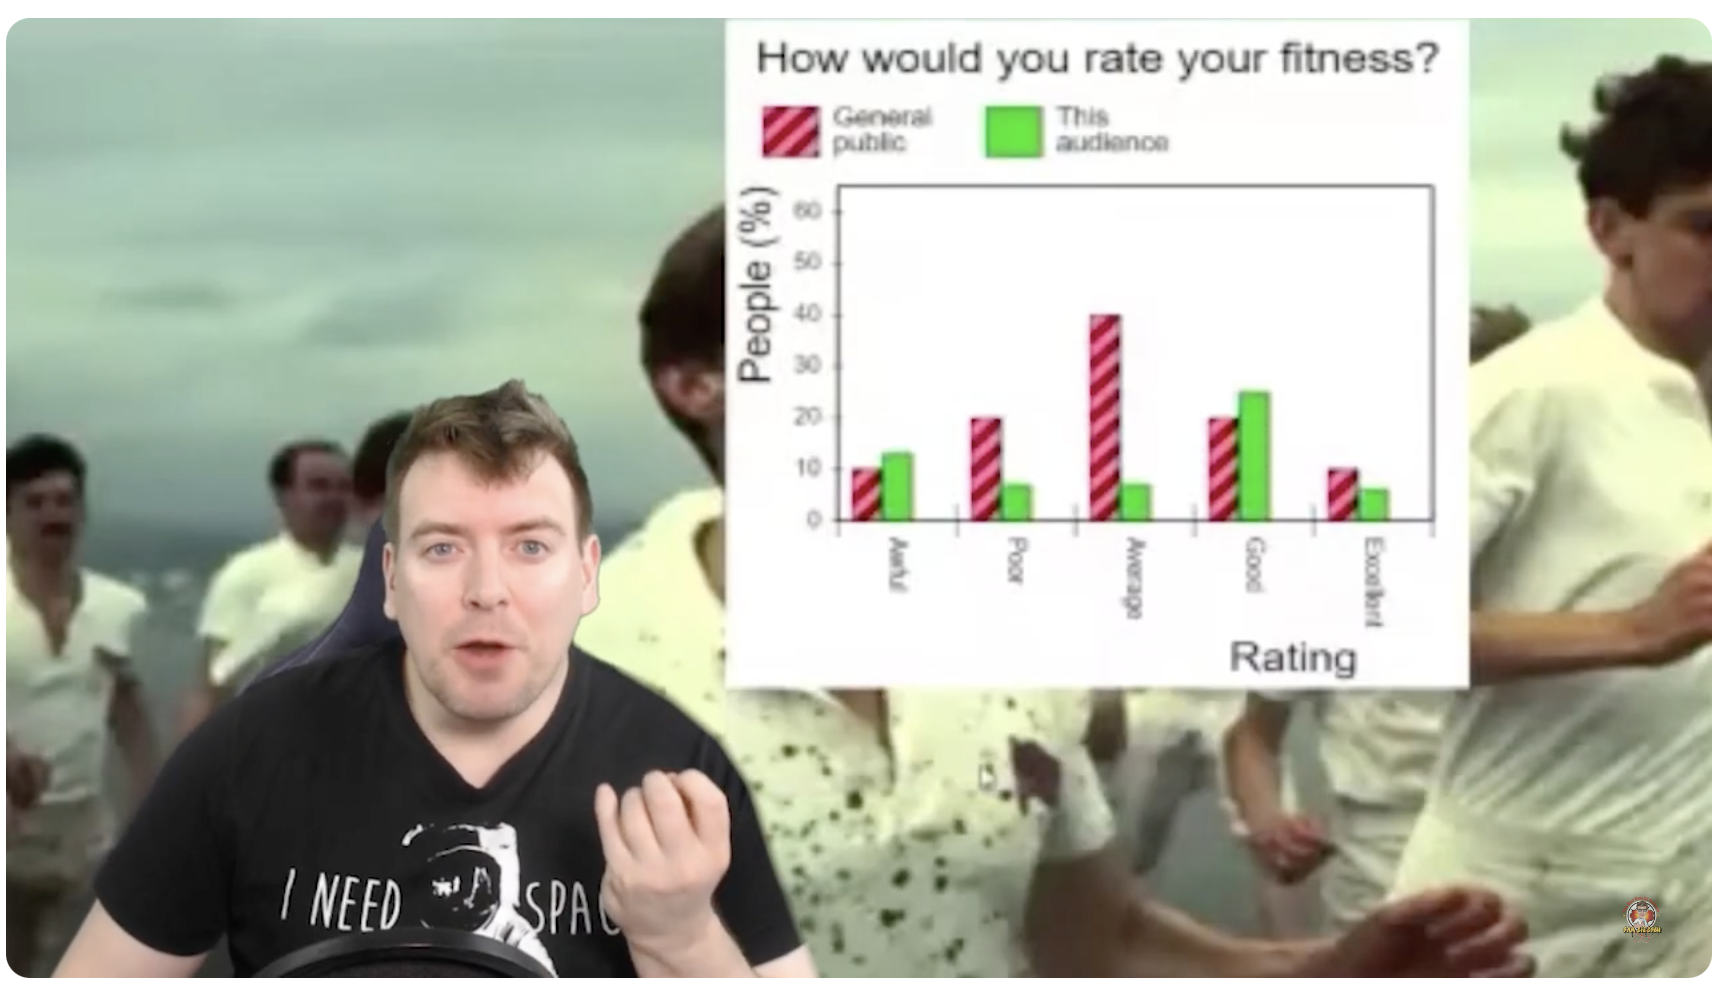 How would you rate your fitness?
General
public
This
audience
People (%)
60
50
40
30
20
10
0
Awful
Poor
Average
Good
Excellent
Rating
I NEED
SPAC